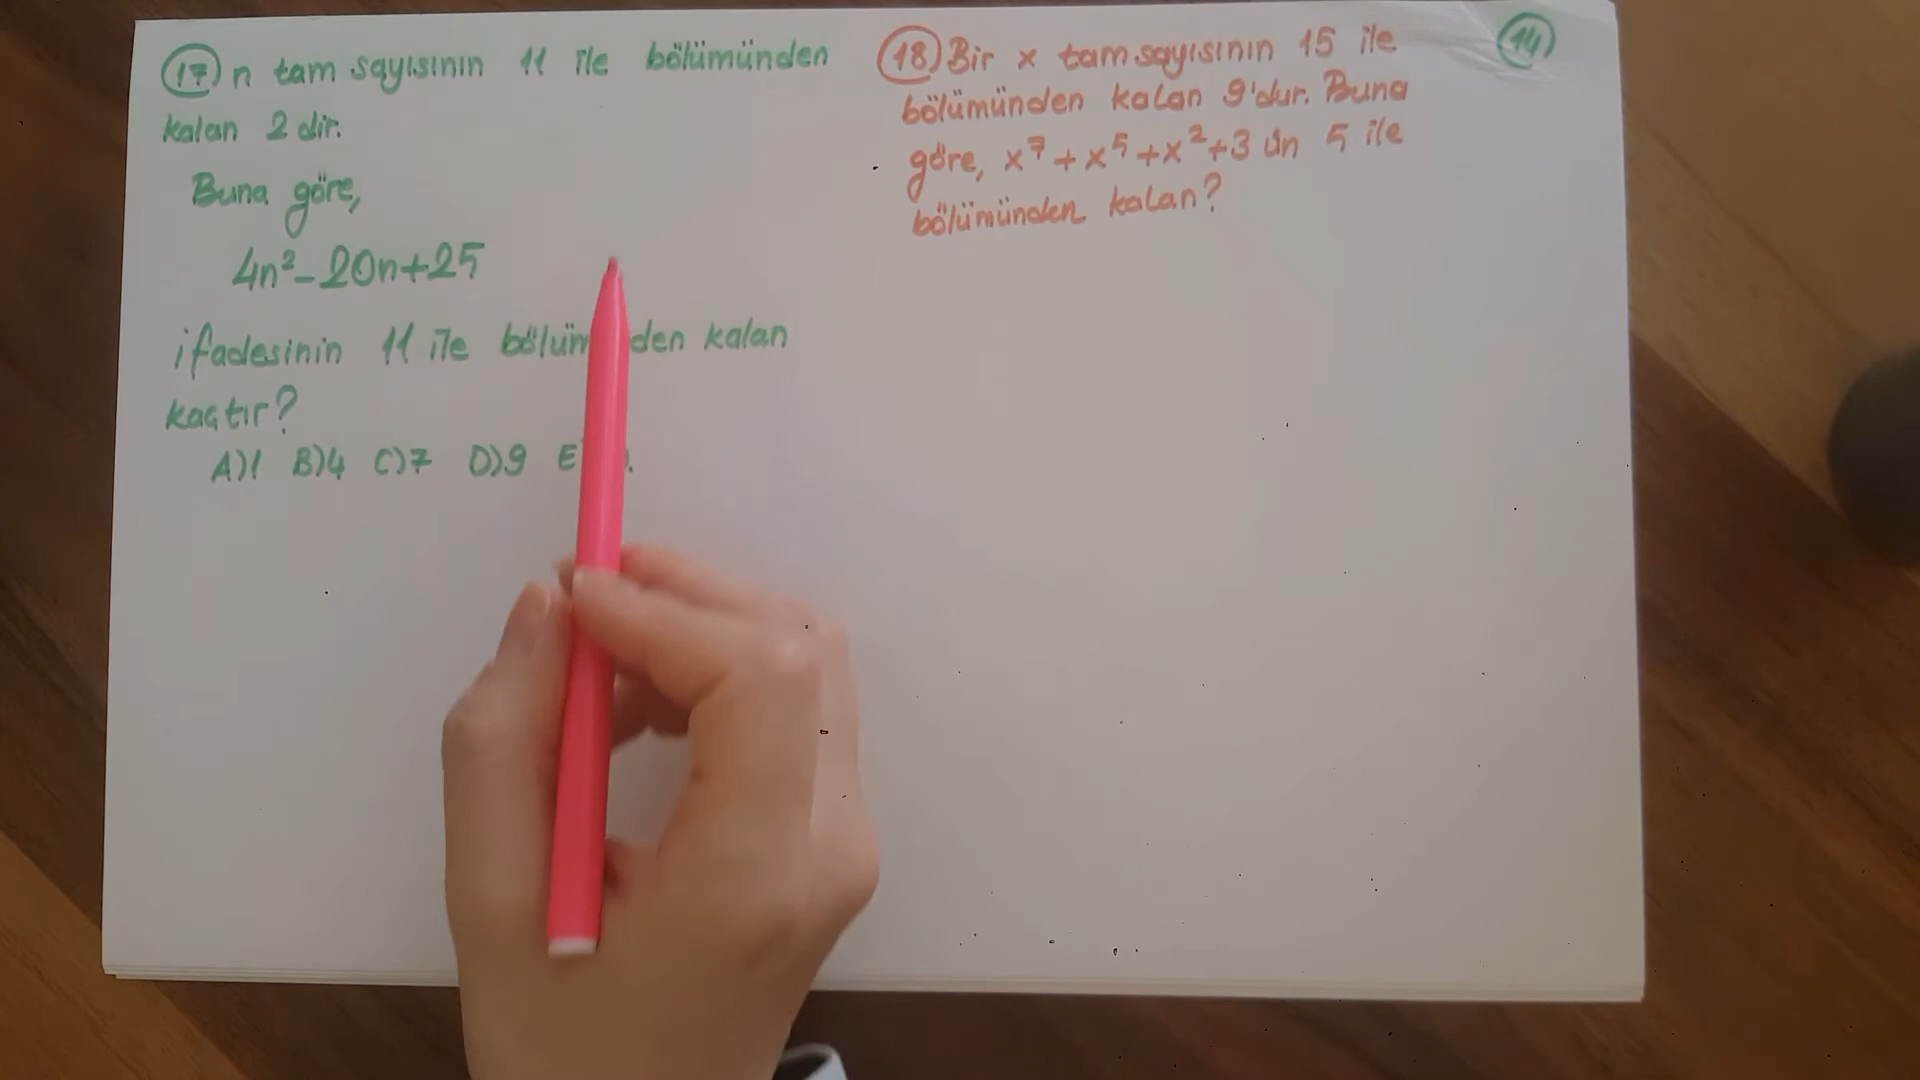 17) n tam sayısının 11 ile bölümünden
kalan 2 dir.
Buna göre,
4n²-20n+25
ifadesinin 11 ile kalan
kaçtır?
A)1 B)4 C)7 D)9 E
18) Bir x tam sayısının 15 ile
bölümünden kalan 9'dur. Buna
göre, x⁷+x⁵+x²+3 ün 5 ile
bölümünden kalan?
14